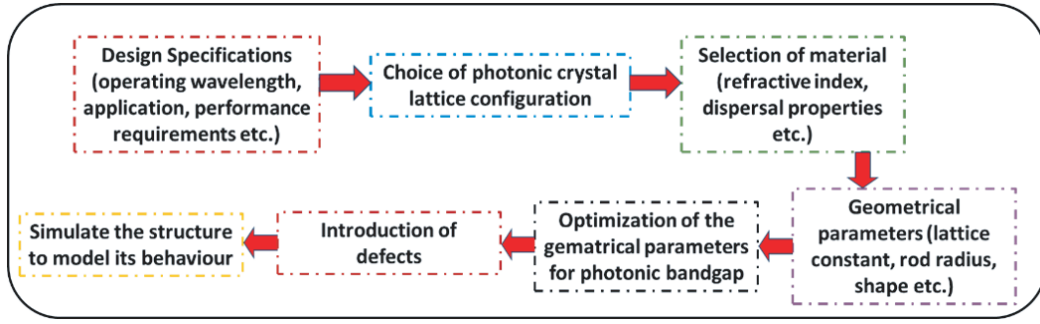 Design Specifications
(operating wavelength,
application, performance
requirements etc.)
Choice of photonic crystal
lattice configuration
Selection of material
(refractive index,
dispersal properties
etc.)
Geometrical
parameters (lattice
constant, rod radius,
shape etc.)
Optimization of the
gematrical parameters
for photonic bandgap
Introduction of
defects
Simulate the structure
to model its behaviour